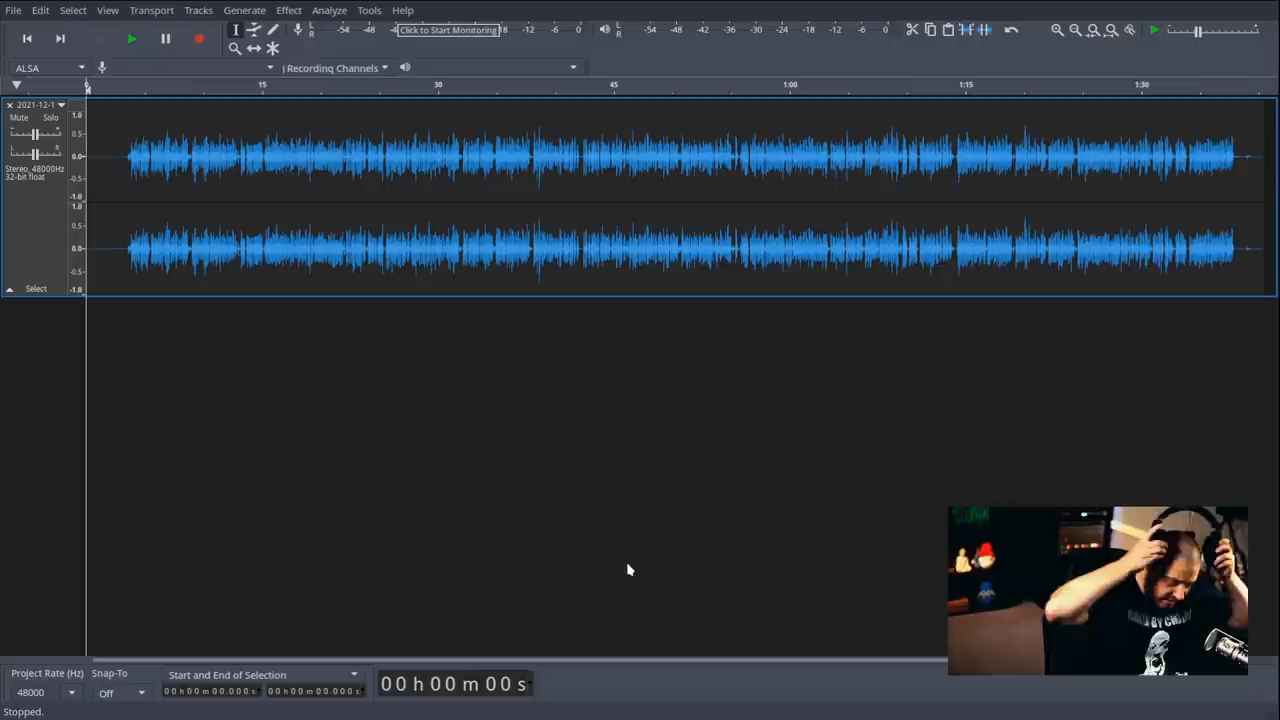 File Edit Select View Transport Tracks Generate Effect Analyze Tools Help
L R -54 -48 -4 Click to Start Monitoring 18 -12 -6 0 L R -54 -48 -42 -36 -30 -24 -18 -12 -6 0
ALSA Recording Channels
0 15 30 45 1:00 1:15 1:30
2021-12-1
Mute Solo
- +
L R
Stereo, 48000Hz
32-bit float
1.0
0.5
0.0-
-0.5
-1.0
1.0
0.5
0.0-
-0.5
-1.0
Select
Project Rate (Hz) Snap-To Start and End of Selection
48000 Off 00 h 00 m 00.000 s 00 h 00 m 00.000 s 00 h 00 m 00 s
Stopped.